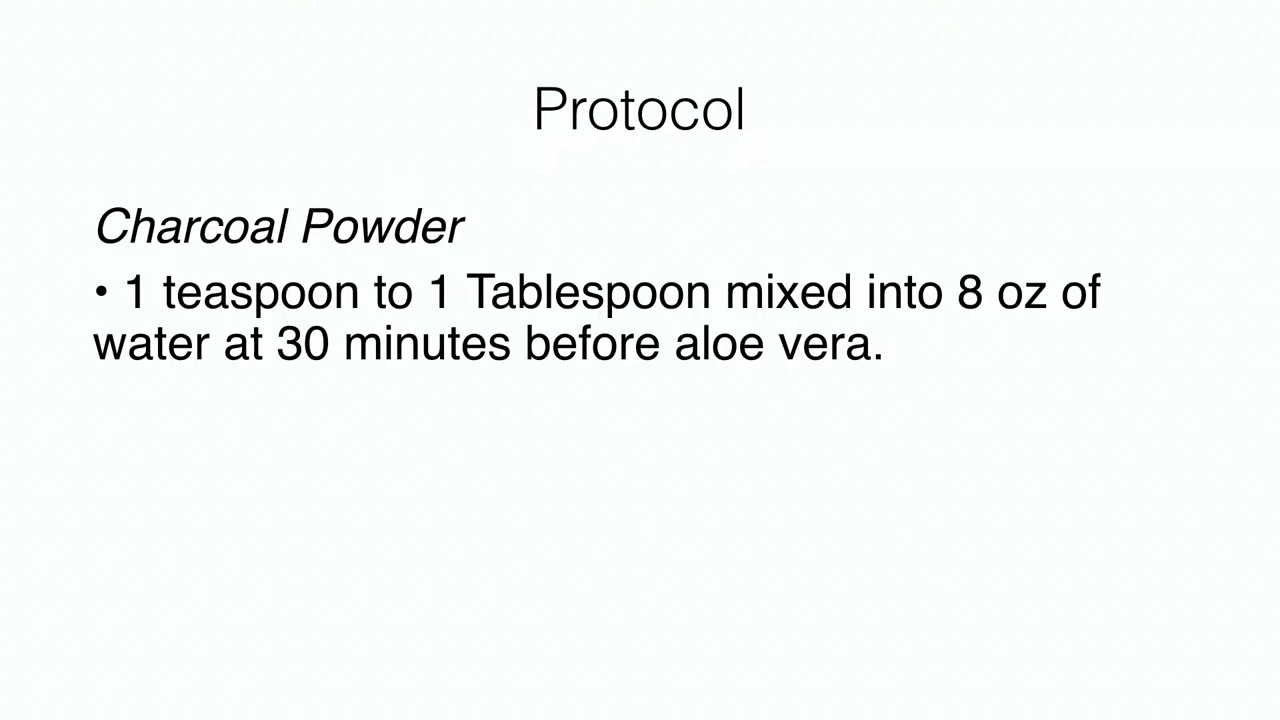 Protocol
Charcoal Powder
• 1 teaspoon to 1 Tablespoon mixed into 8 oz of
water at 30 minutes before aloe vera.